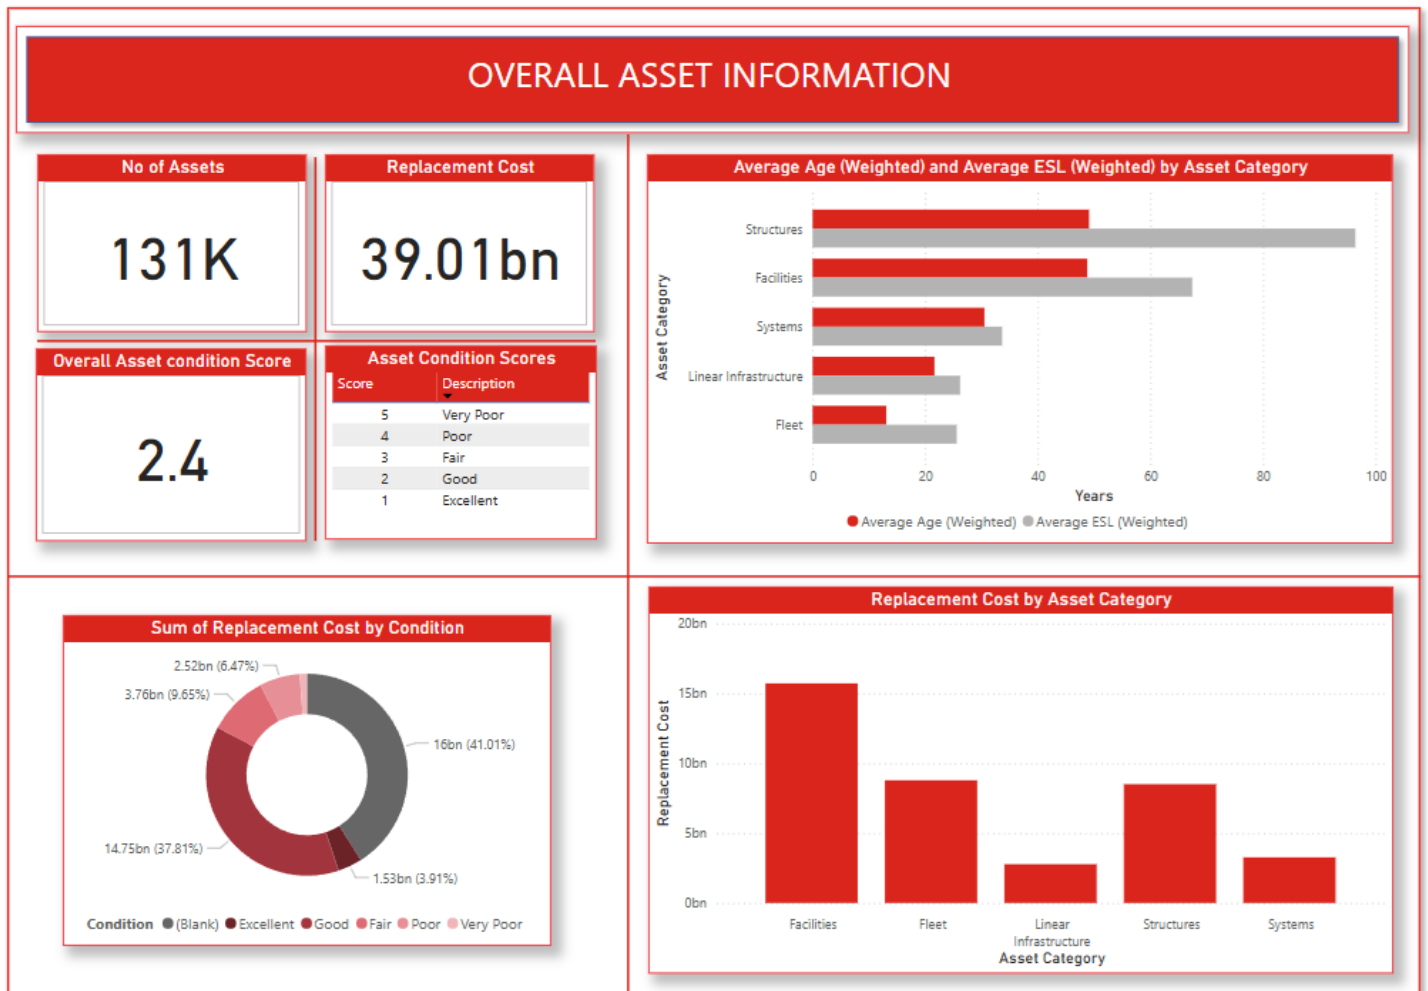 OVERALL ASSET INFORMATION
No of Assets
131K
Replacement Cost
39.01bn
Overall Asset condition Score
2.4
Asset Condition Scores
Score Description
5 Very Poor
4 Poor
3 Fair
2 Good
1 Excellent
Average Age (Weighted) and Average ESL (Weighted) by Asset Category
Asset Category
Structures
Facilities
Systems
Linear Infrastructure
Fleet
0 20 40 60 80 100
Years
Average Age (Weighted) Average ESL (Weighted)
Sum of Replacement Cost by Condition
2.52bn (6.47%)
3.76bn (9.65%)
16bn (41.01%)
14.75bn (37.81%)
1.53bn (3.91%)
Condition (Blank) Excellent Good Fair Poor Very Poor
Replacement Cost by Asset Category
Replacement Cost
20bn
15bn
10bn
5bn
0bn
Facilities Fleet Linear Structures Systems
Infrastructure
Asset Category